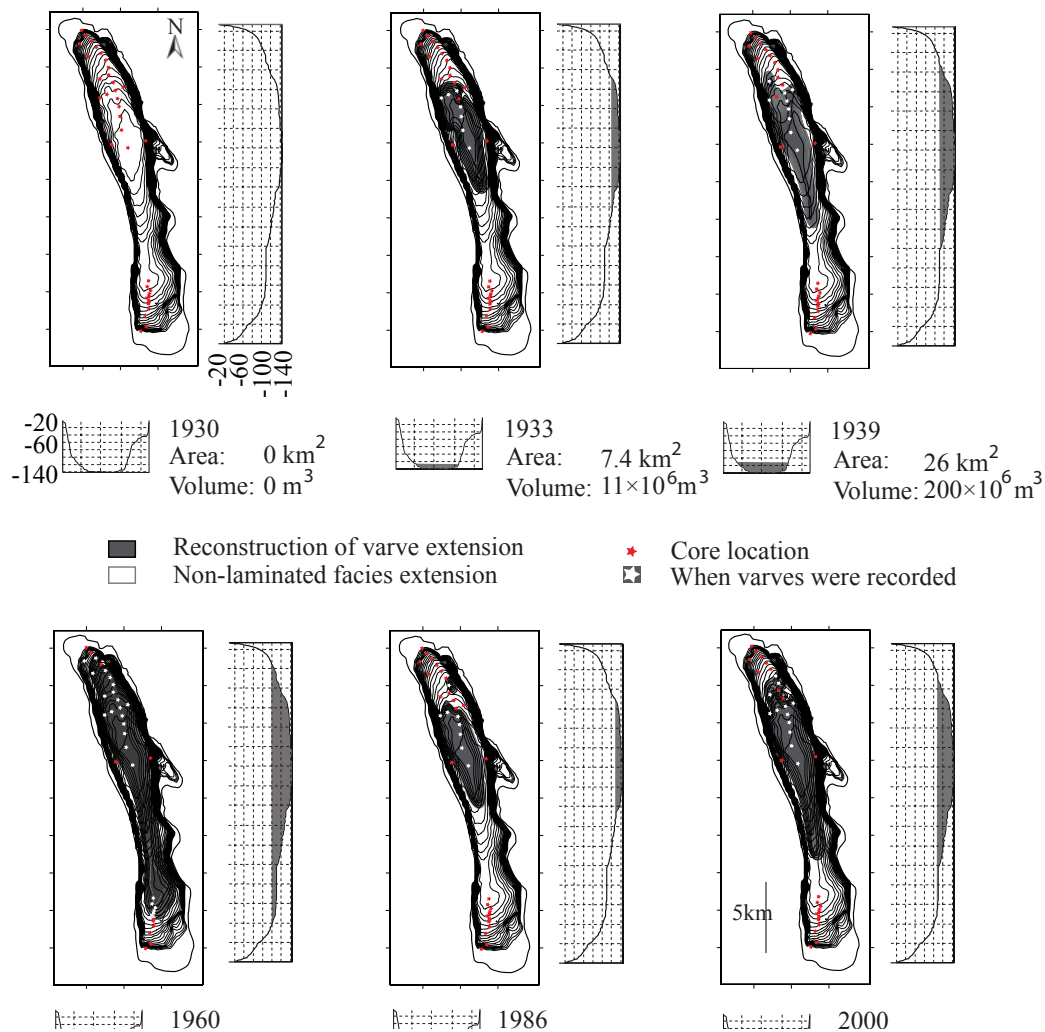 N
-20
-60
-100
-140
-20
-60
-140
1930
Area: 0 km²
Volume: 0 m³
1933
Area: 7.4 km²
Volume: 11×10⁶m³
1939
Area: 26 km²
Volume: 200×10⁶m³
Reconstruction of varve extension
Non-laminated facies extension
Core location
When varves were recorded
5km
1960
1986
2000